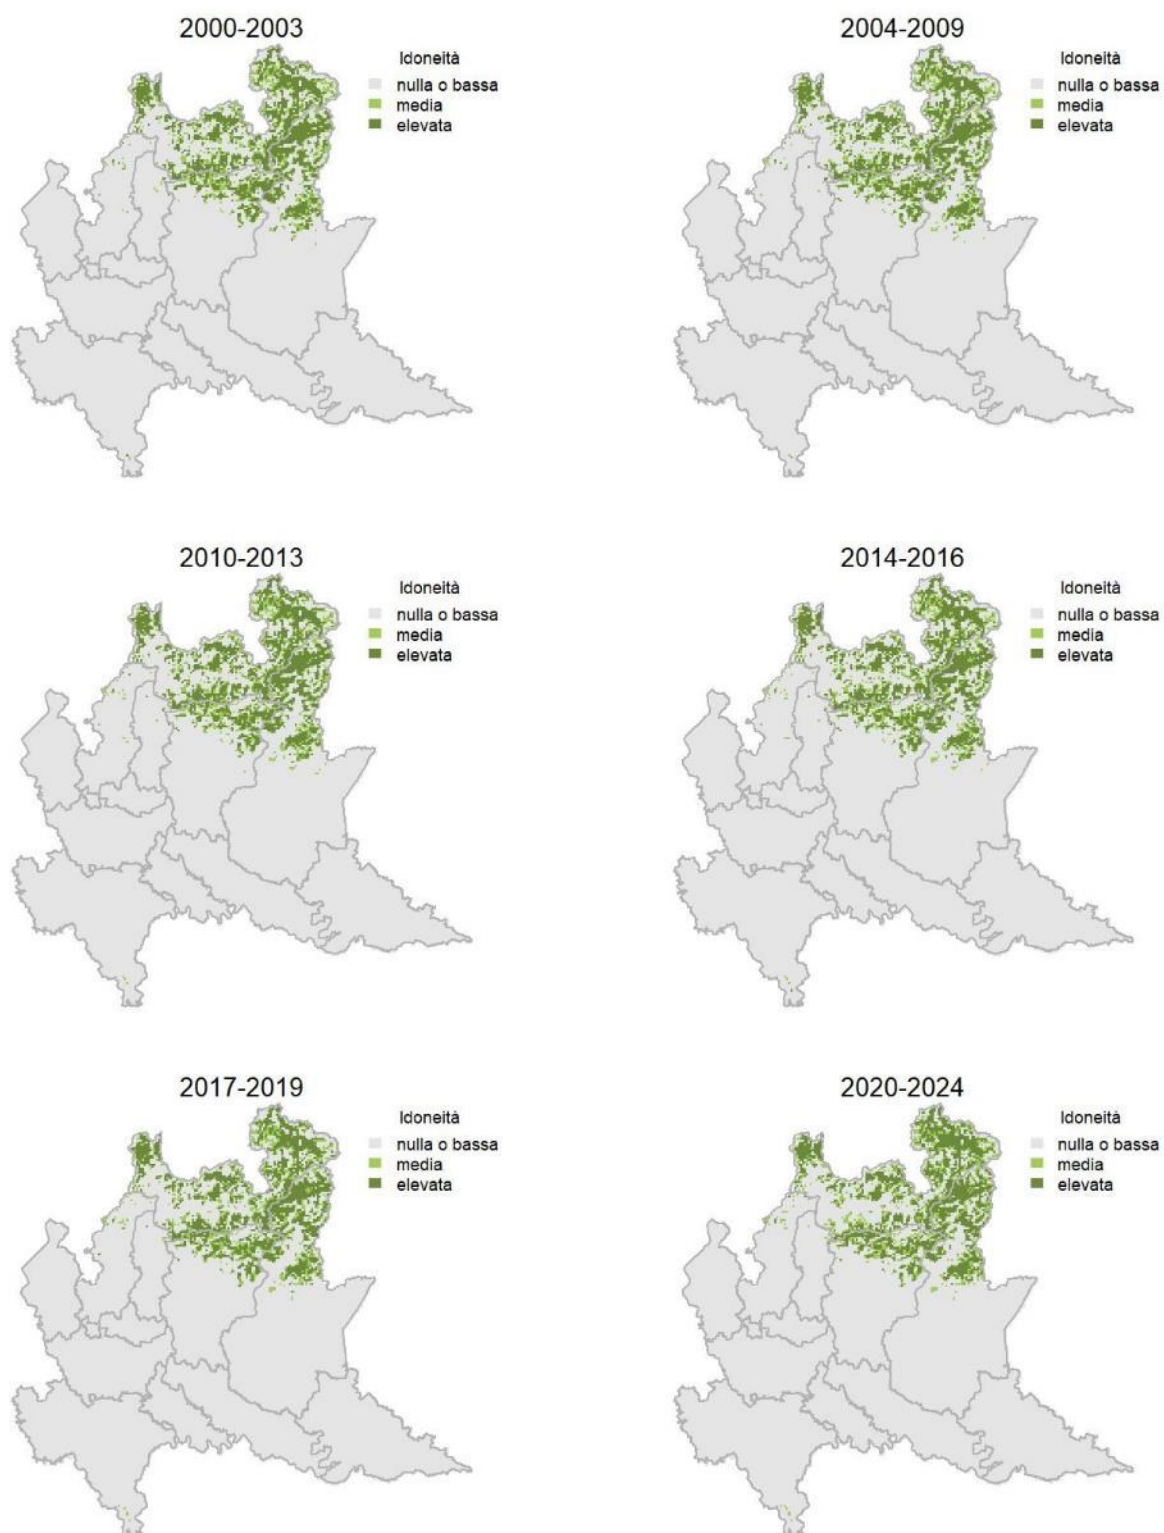 2000-2003
Idoneità
nulla o bassa
media
elevata
2004-2009
Idoneità
nulla o bassa
media
elevata
2010-2013
Idoneità
nulla o bassa
media
elevata
2014-2016
Idoneità
nulla o bassa
media
elevata
2017-2019
Idoneità
nulla o bassa
media
elevata
2020-2024
Idoneità
nulla o bassa
media
elevata